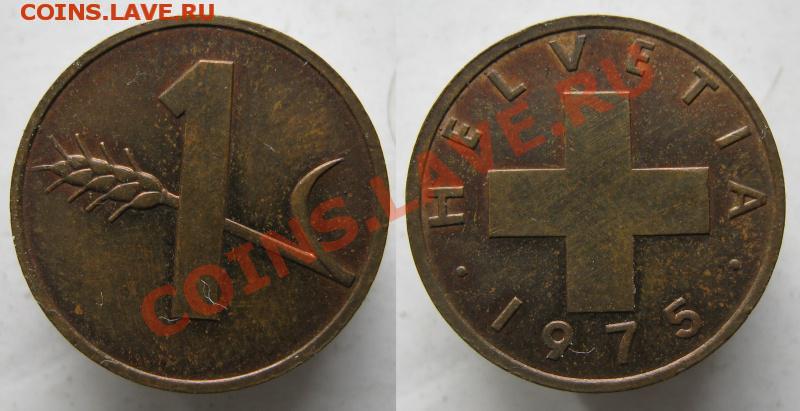 COINS.LAVE.RU
1
COINS.LAVE.RU
HELVETIA
· 1975 ·